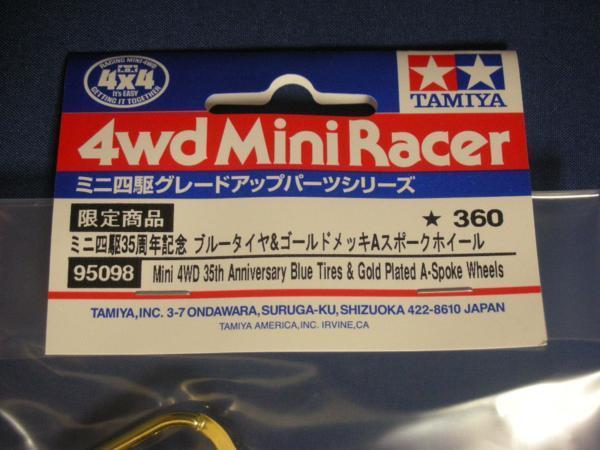 RACING MINI 4WD
4x4
It's EASY
GETTING IT TOGETHER
TAMIYA
4wd Mini Racer
ミニ四駆グレードアップパーツシリーズ
限定商品
★ 360
ミニ四駆35周年記念 ブルータイヤ&ゴールドメッキAスポークホイール
95098 Mini 4WD 35th Anniversary Blue Tires & Gold Plated A-Spoke Wheels
TAMIYA,INC. 3-7 ONDAWARA, SURUGA-KU, SHIZUOKA 422-8610 JAPAN
TAMIYA AMERICA, INC. IRVINE,CA